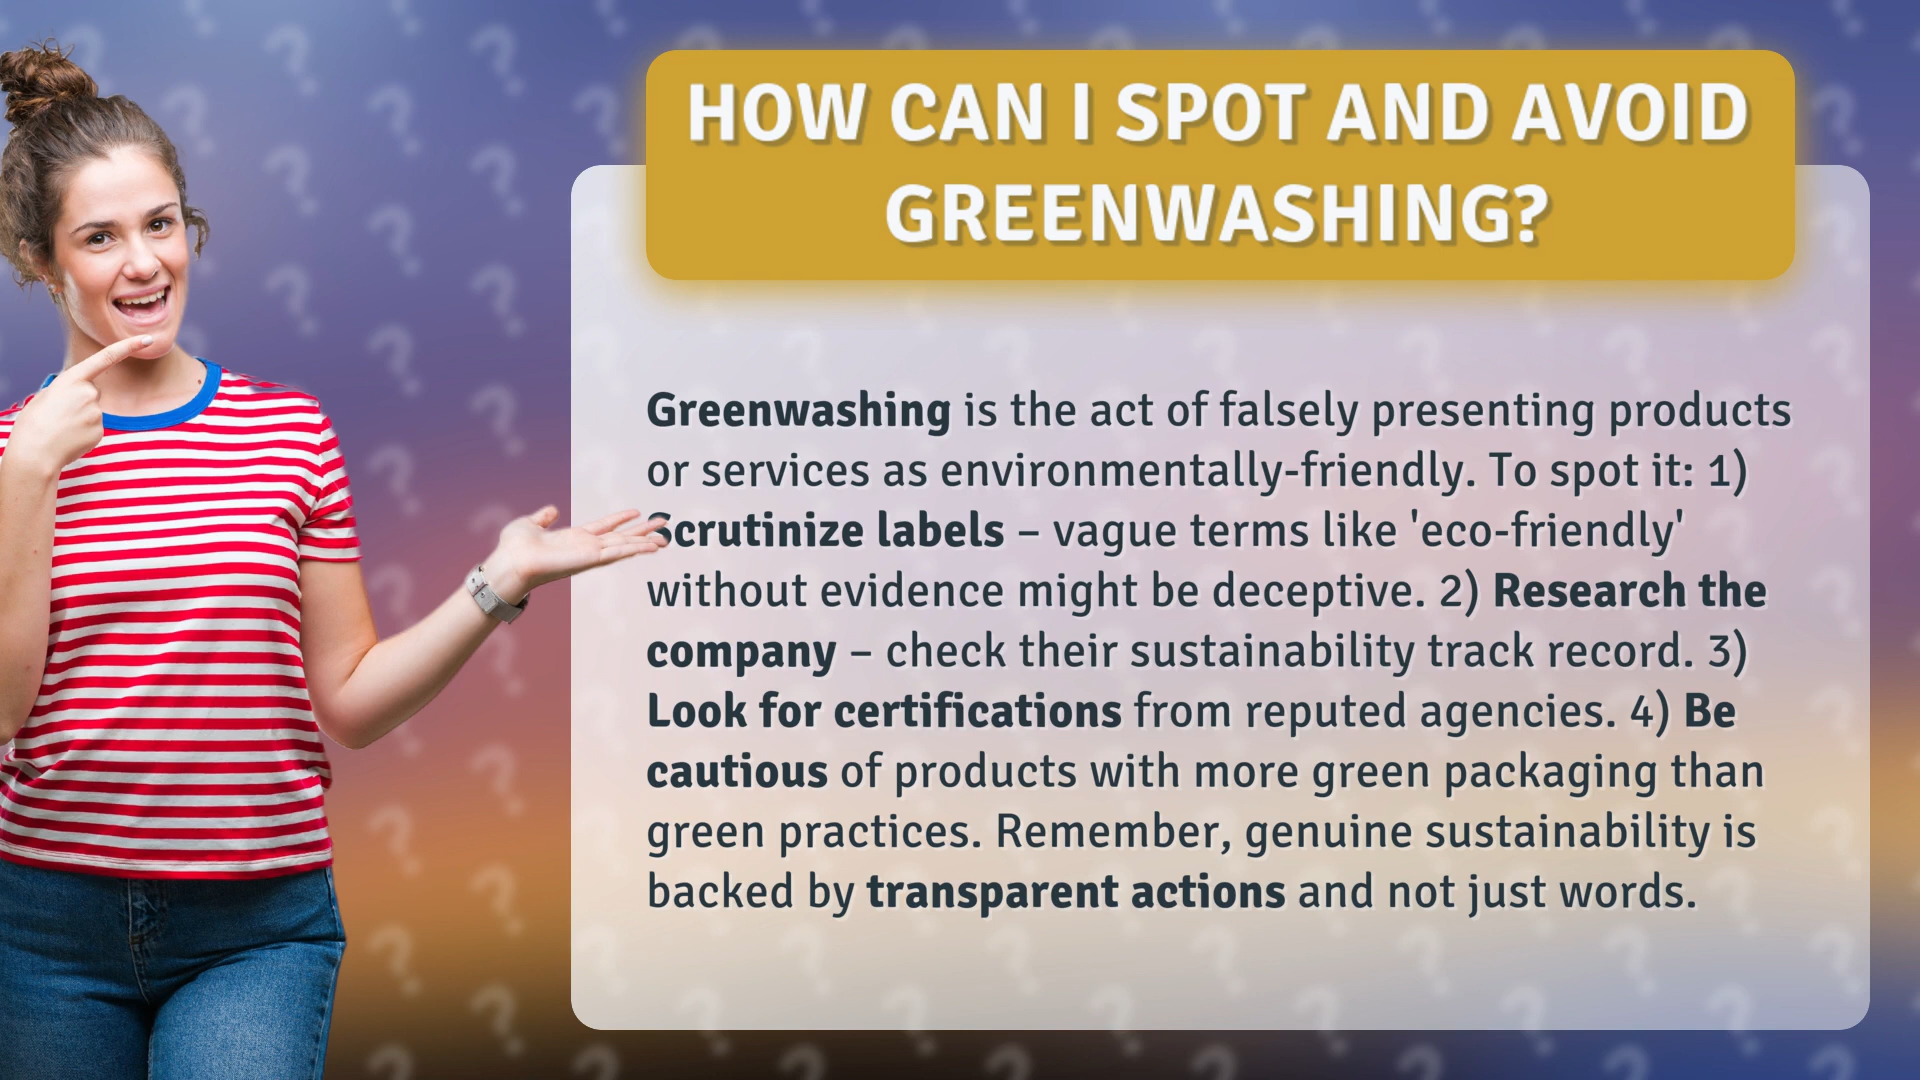 HOW CAN I SPOT AND AVOID
GREENWASHING?
Greenwashing is the act of falsely presenting products
or services as environmentally-friendly. To spot it: 1)
Scrutinize labels – vague terms like 'eco-friendly'
without evidence might be deceptive. 2) Research the
company – check their sustainability track record. 3)
Look for certifications from reputed agencies. 4) Be
cautious of products with more green packaging than
green practices. Remember, genuine sustainability is
backed by transparent actions and not just words.